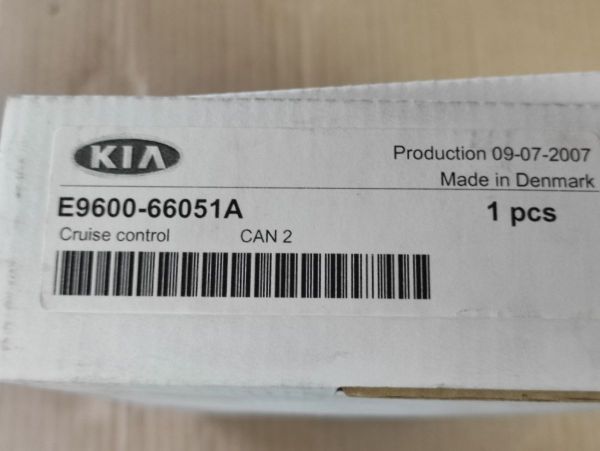 KIA
Production 09-07-2007
Made in Denmark
E9600-66051A 1 pcs
Cruise control CAN 2